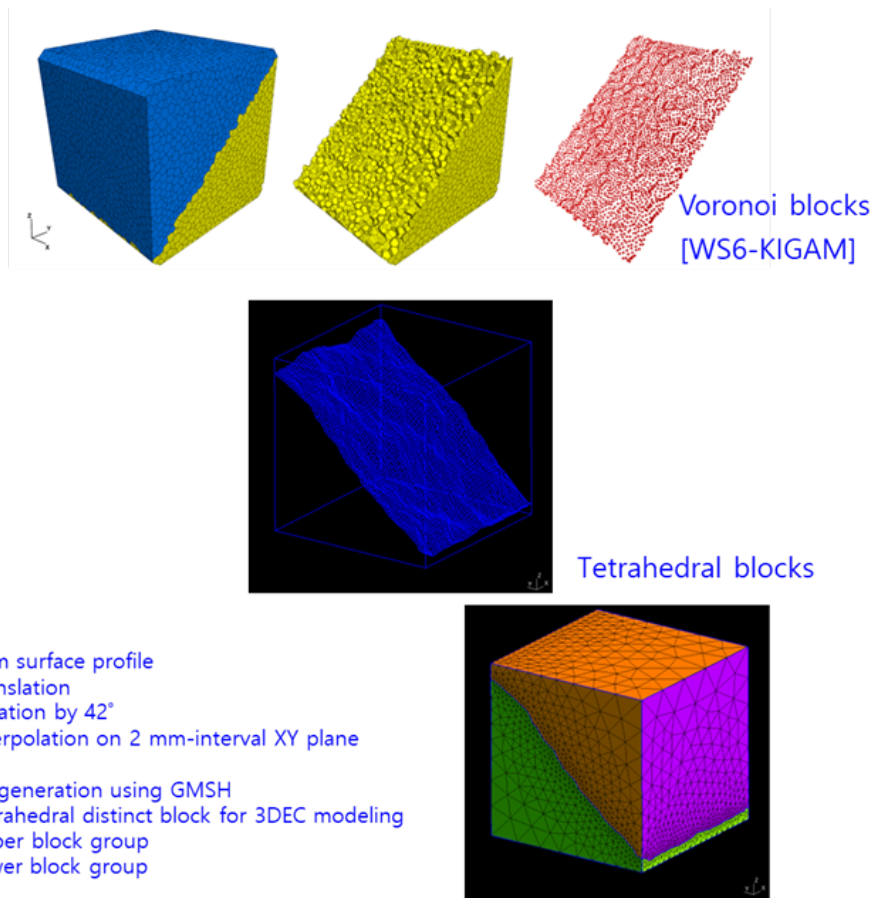 Voronoi blocks
[WS6-KIGAM]
Tetrahedral blocks
m surface profile
nslation
ation by 42°
erpolation on 2 mm-interval XY plane
generation using GMSH
rahedral distinct block for 3DEC modeling
per block group
wer block group